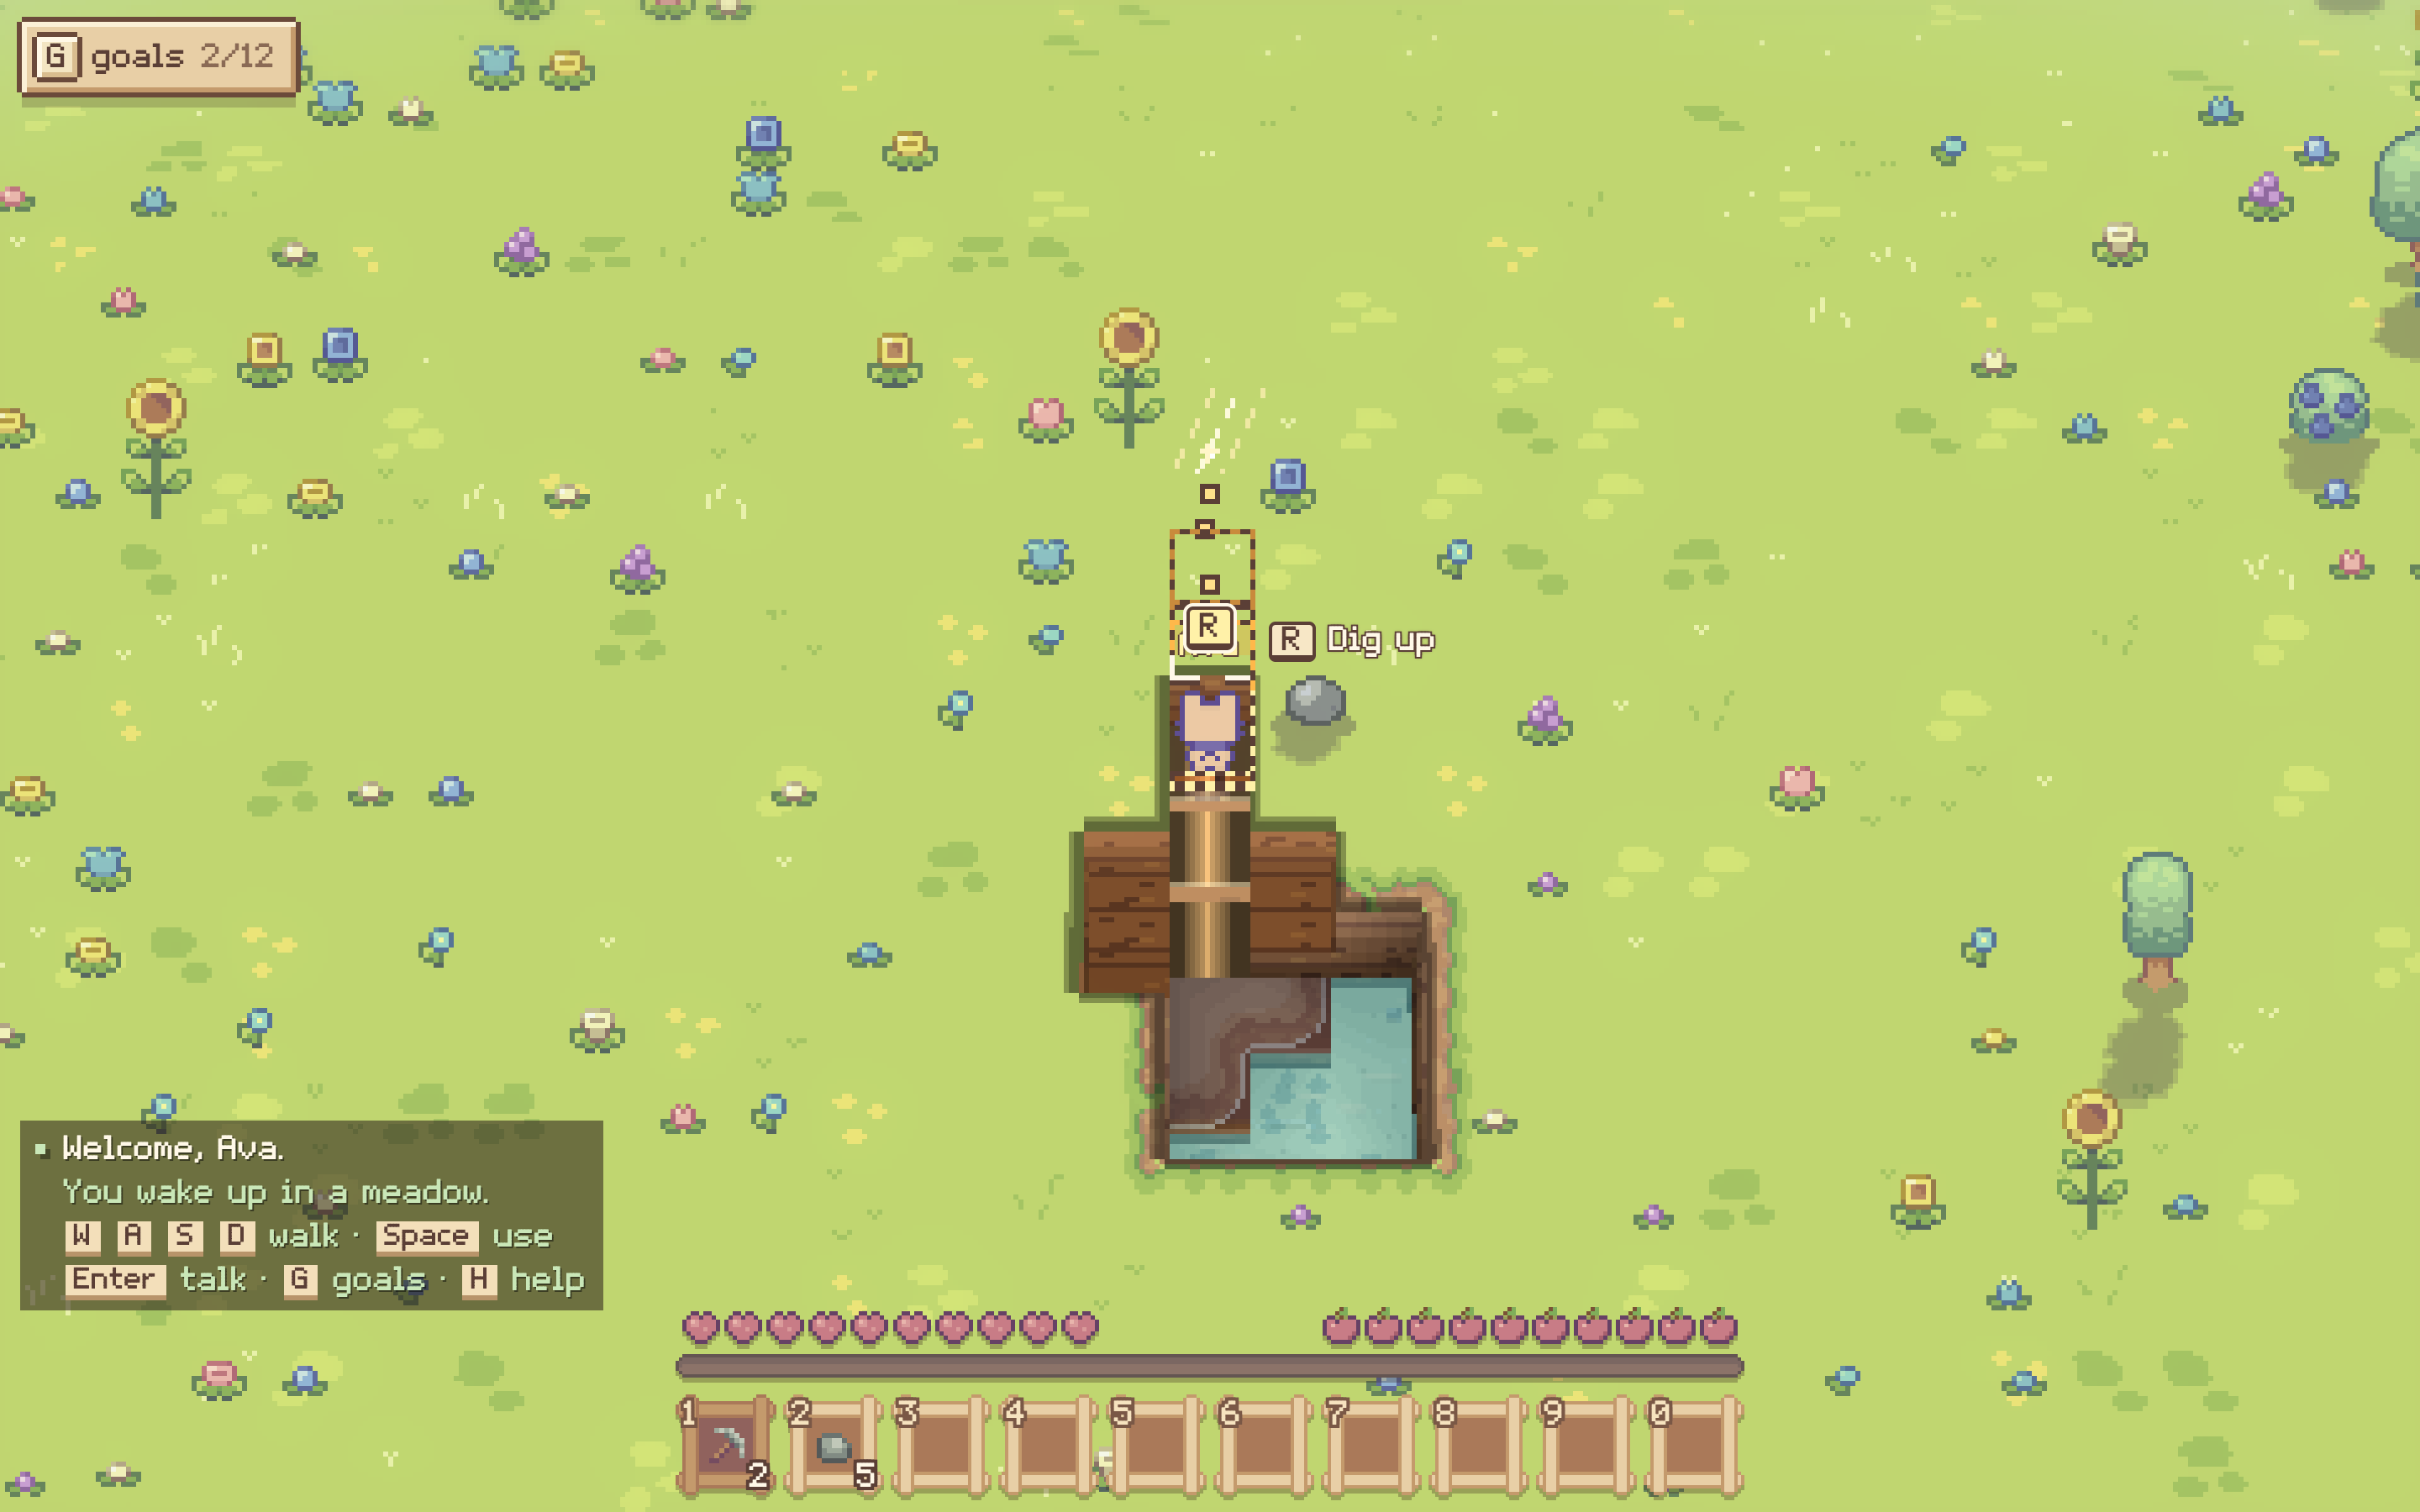 G goals 2/12
R
R Dig up
Welcome, Ava.
You wake up in a meadow.
W A S D walk · Space use
Enter talk · G goals · H help
1 2 3 4 5 6 7 8 9 0
2 5